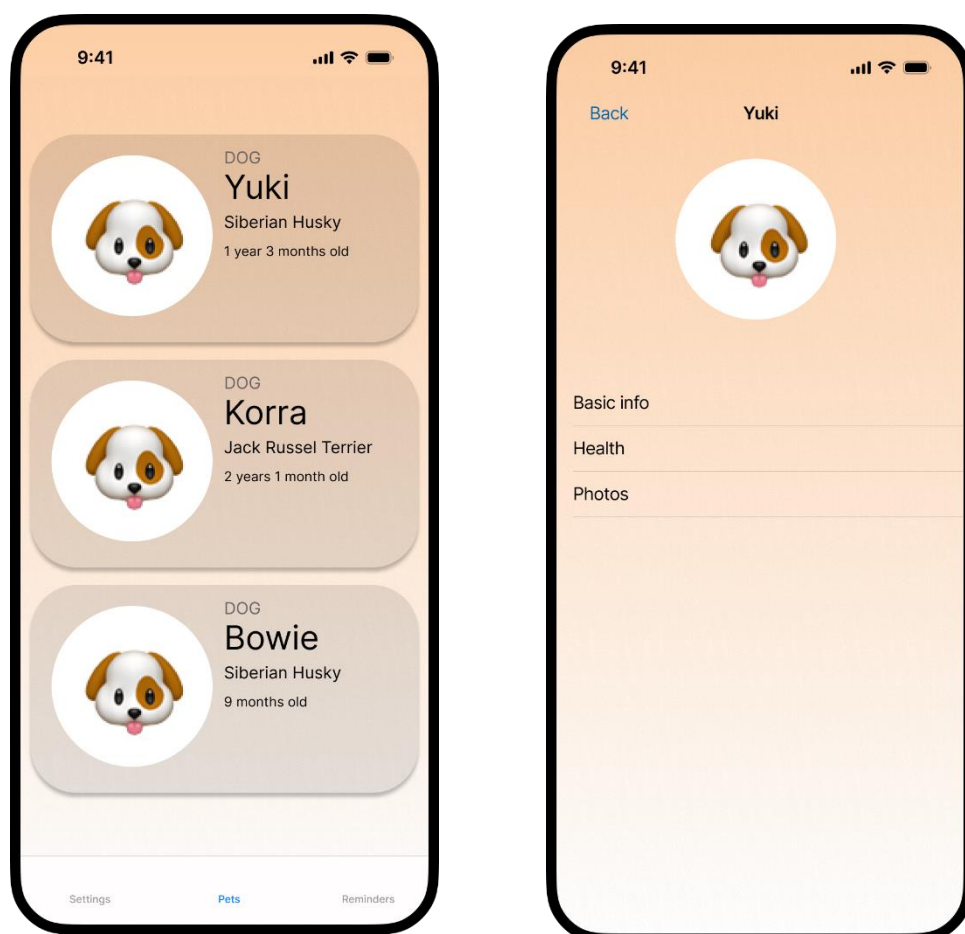 9:41
DOG
Yuki
Siberian Husky
1 year 3 months old
DOG
Korra
Jack Russel Terrier
2 years 1 month old
DOG
Bowie
Siberian Husky
9 months old
Settings Pets Reminders
9:41
Back Yuki
Basic info
Health
Photos